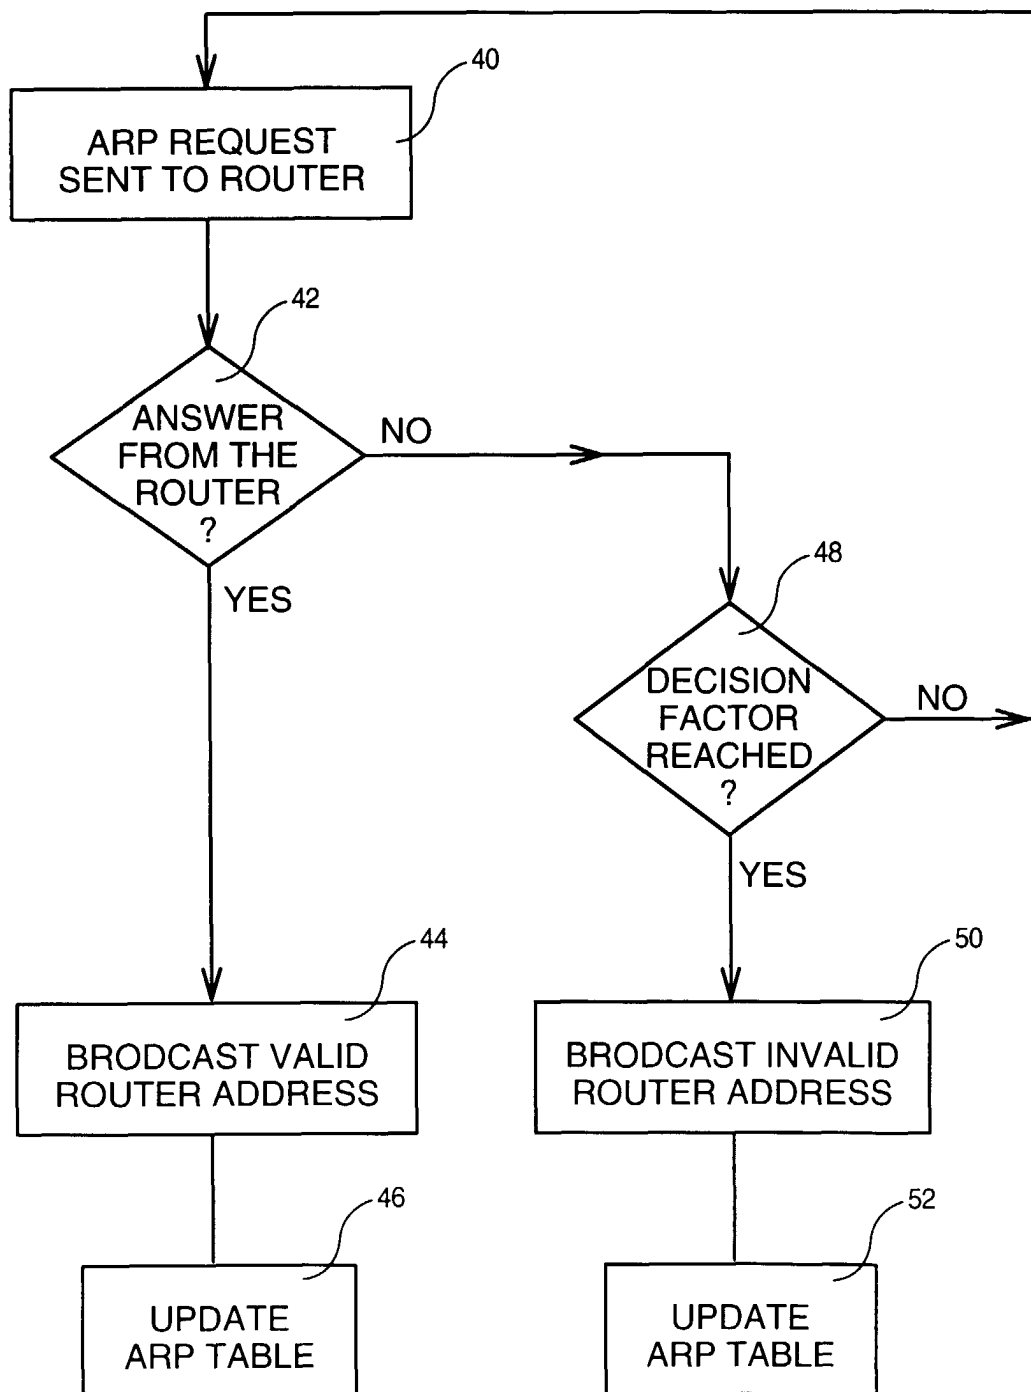 40
ARP REQUEST
SENT TO ROUTER
42
ANSWER
FROM THE
ROUTER
?
NO
YES
48
DECISION
FACTOR
REACHED
?
NO
YES
44
BRODCAST VALID
ROUTER ADDRESS
50
BRODCAST INVALID
ROUTER ADDRESS
46
UPDATE
ARP TABLE
52
UPDATE
ARP TABLE